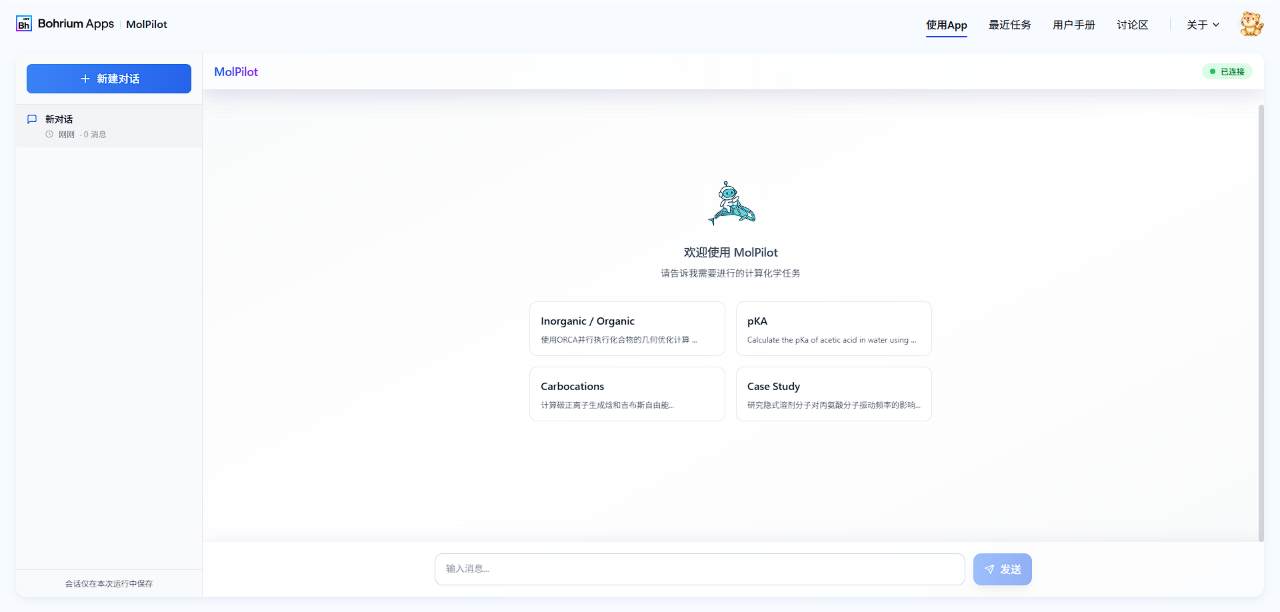 Bh Bohrium Apps MolPilot
使用App 最近任务 用户手册 讨论区 关于
+ 新建对话
新对话
刚刚 · 0 消息
会话仅在本次运行中保存
MolPilot
已连接
欢迎使用 MolPilot
请告诉我需要进行的计算化学任务
Inorganic / Organic
使用ORCA并行执行化合物的几何优化计算 ...
pKA
Calculate the pKa of acetic acid in water using ...
Carbocations
计算碳正离子生成焓和吉布斯自由能...
Case Study
研究隐式溶剂分子对丙氨酸分子振动频率的影响...
输入消息...
发送